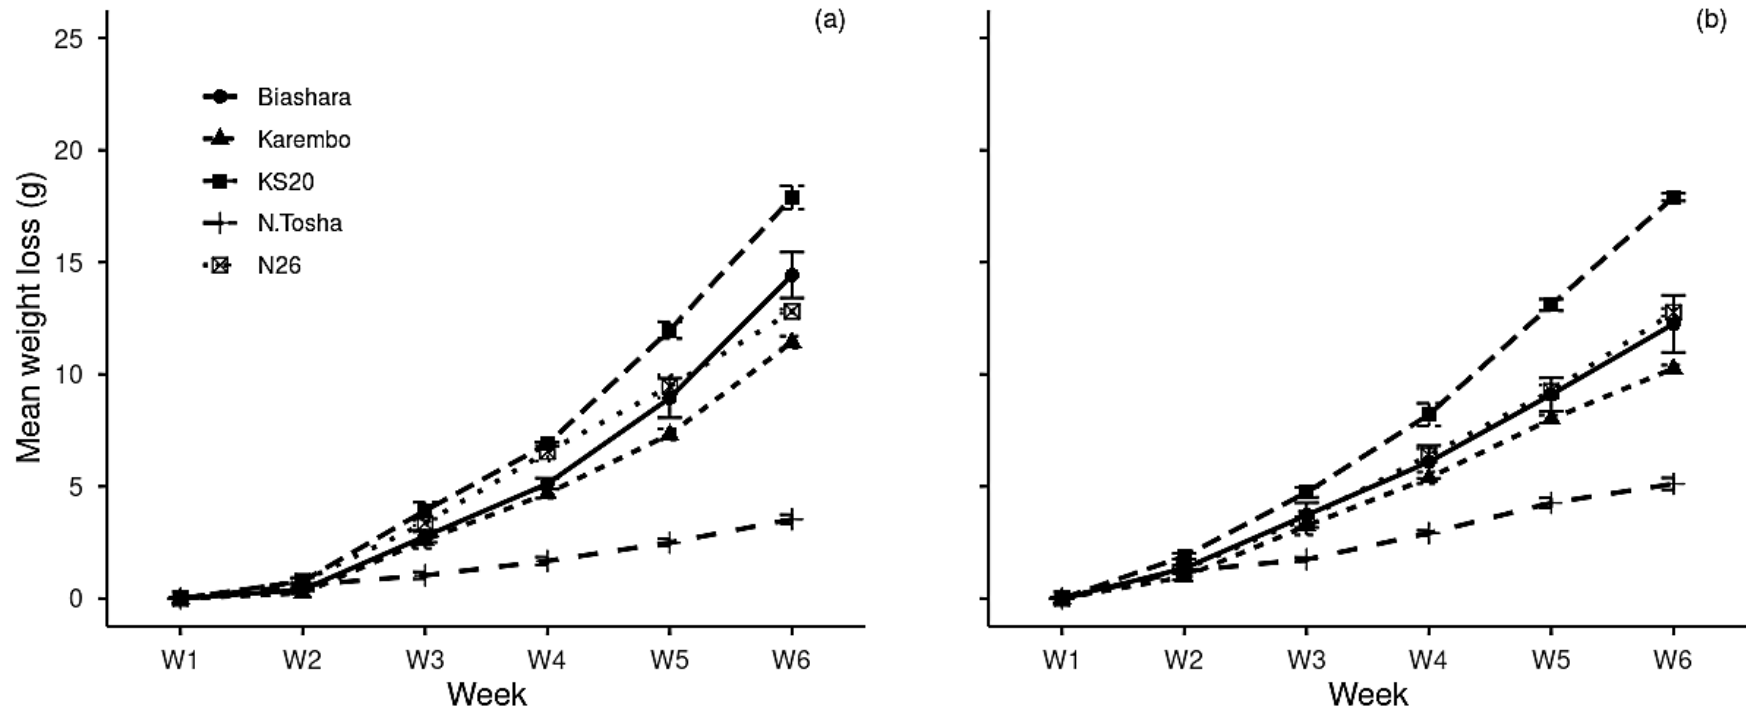 (a)
(b)
25
20
15
10
5
0
Mean weight loss (g)
Biashara
Karembo
KS20
N.Tosha
N26
W1 W2 W3 W4 W5 W6
W1 W2 W3 W4 W5 W6
Week
Week